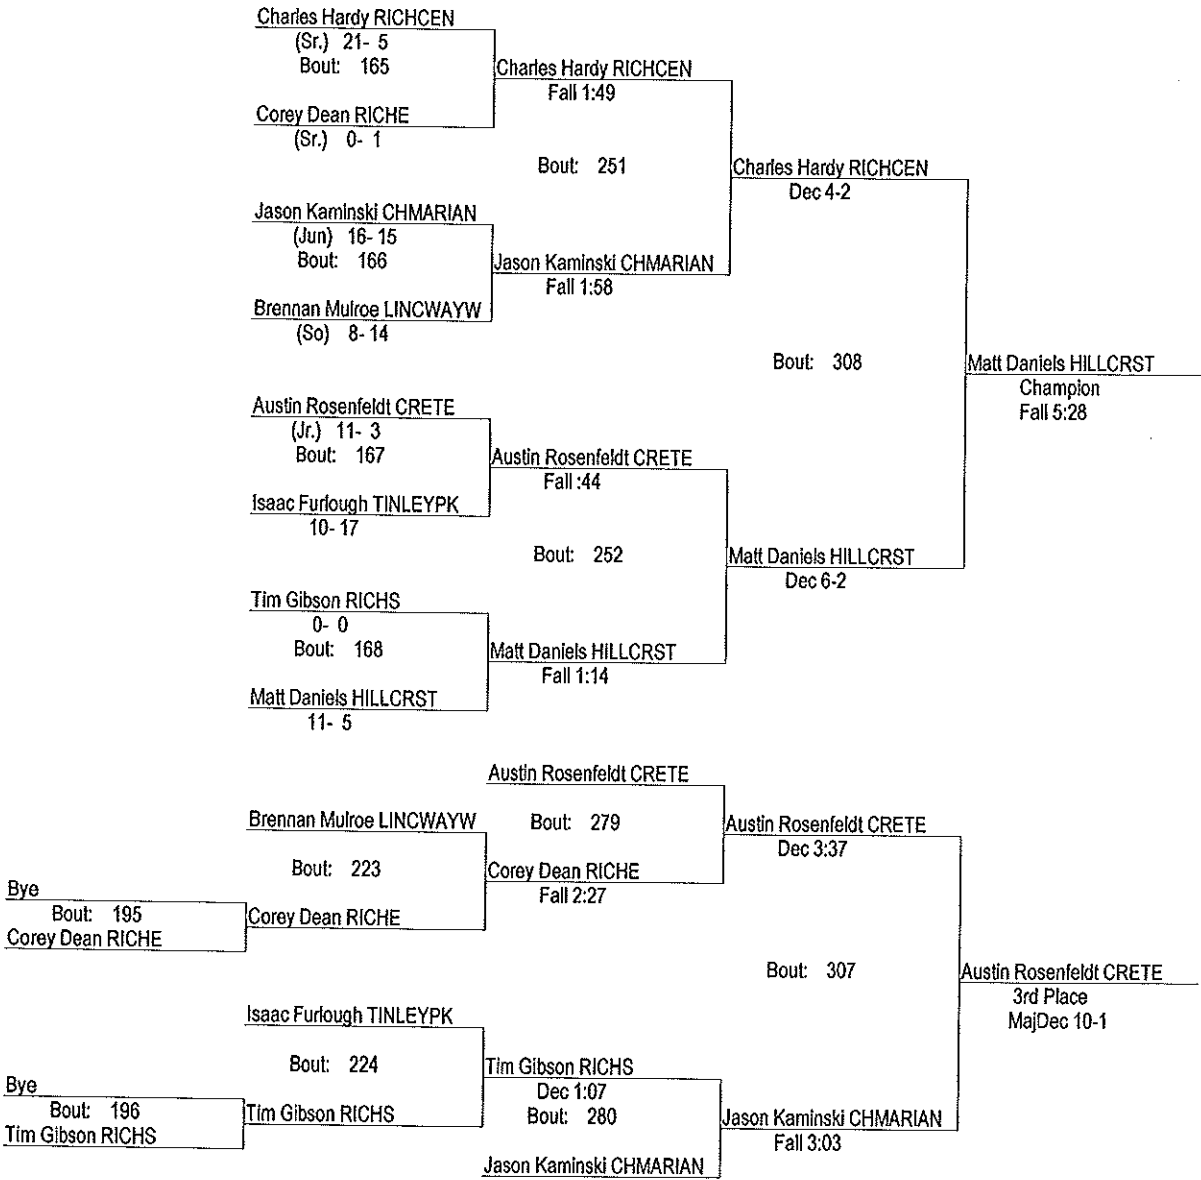 Charles Hardy RICHCEN
(Sr.) 21- 5
Bout: 165
Charles Hardy RICHCEN
Fall 1:49
Corey Dean RICHE
(Sr.) 0- 1
Bout: 251
Charles Hardy RICHCEN
Dec 4-2
Jason Kaminski CHMARIAN
(Jun) 16- 15
Bout: 166
Jason Kaminski CHMARIAN
Fall 1:58
Brennan Mulroe LINCWAYW
(So) 8- 14
Bout: 308
Matt Daniels HILLCRST
Champion
Fall 5:28
Austin Rosenfeldt CRETE
(Jr.) 11- 3
Bout: 167
Austin Rosenfeldt CRETE
Fall :44
Isaac Furlough TINLEYPK
10- 17
Bout: 252
Matt Daniels HILLCRST
Dec 6-2
Tim Gibson RICHS
0- 0
Bout: 168
Matt Daniels HILLCRST
Fall 1:14
Matt Daniels HILLCRST
11- 5
Austin Rosenfeldt CRETE
Brennan Mulroe LINCWAYW
Bout: 279
Austin Rosenfeldt CRETE
Dec 3:37
Bout: 223
Corey Dean RICHE
Fall 2:27
Bye
Bout: 195
Corey Dean RICHE
Corey Dean RICHE
Bout: 307
Austin Rosenfeldt CRETE
3rd Place
MajDec 10-1
Isaac Furlough TINLEYPK
Bout: 224
Tim Gibson RICHS
Dec 1:07
Bye
Bout: 196
Tim Gibson RICHS
Tim Gibson RICHS
Bout: 280
Jason Kaminski CHMARIAN
Fall 3:03
Jason Kaminski CHMARIAN